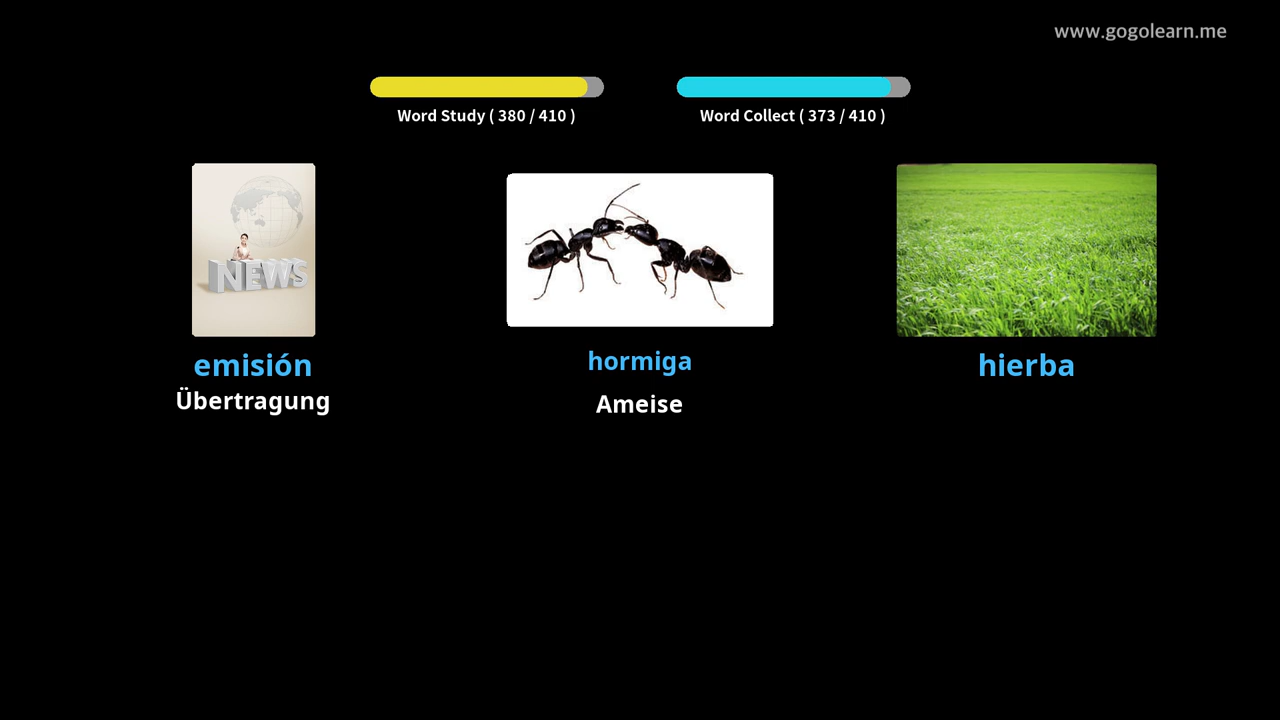 www.gogolearn.me
Word Study ( 380 / 410 )
Word Collect ( 373 / 410 )
NEWS
emisión
Übertragung
hormiga
Ameise
hierba